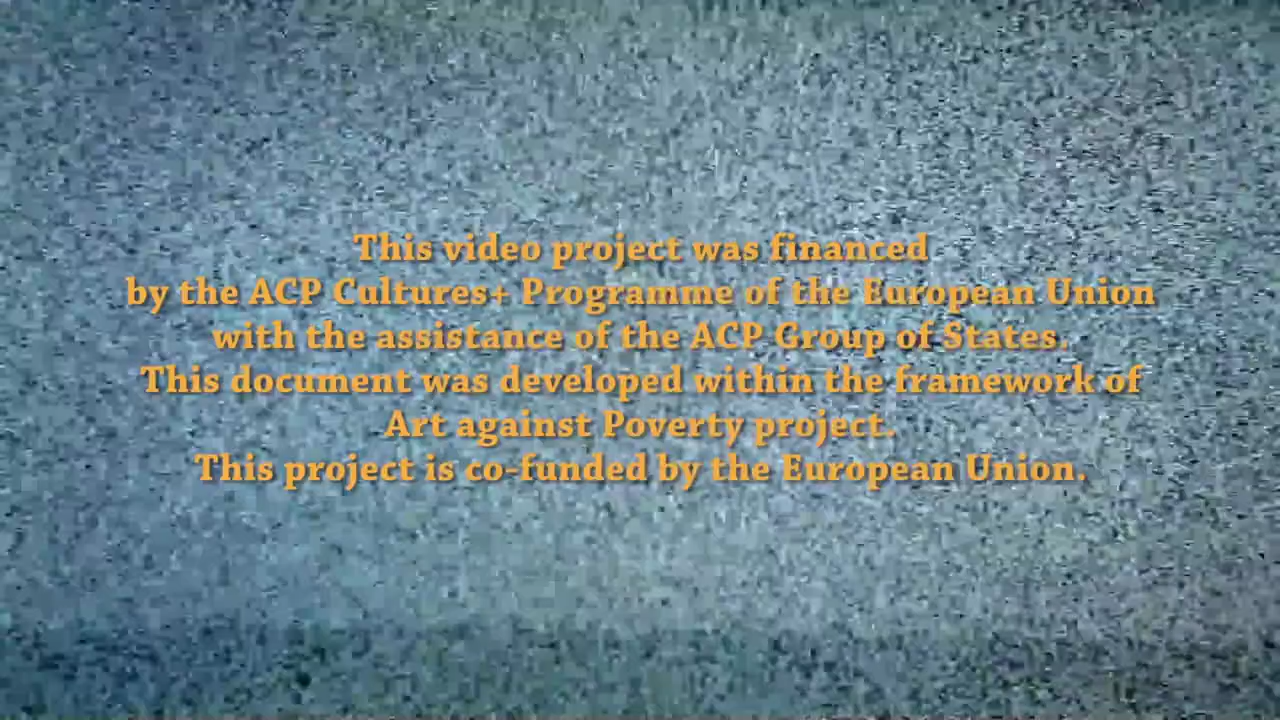 This video project was financed
by the ACP Cultures+ Programme of the European Union
with the assistance of the ACP Group of States.
This document was developed within the framework of
Art against Poverty project.
This project is co-funded by the European Union.